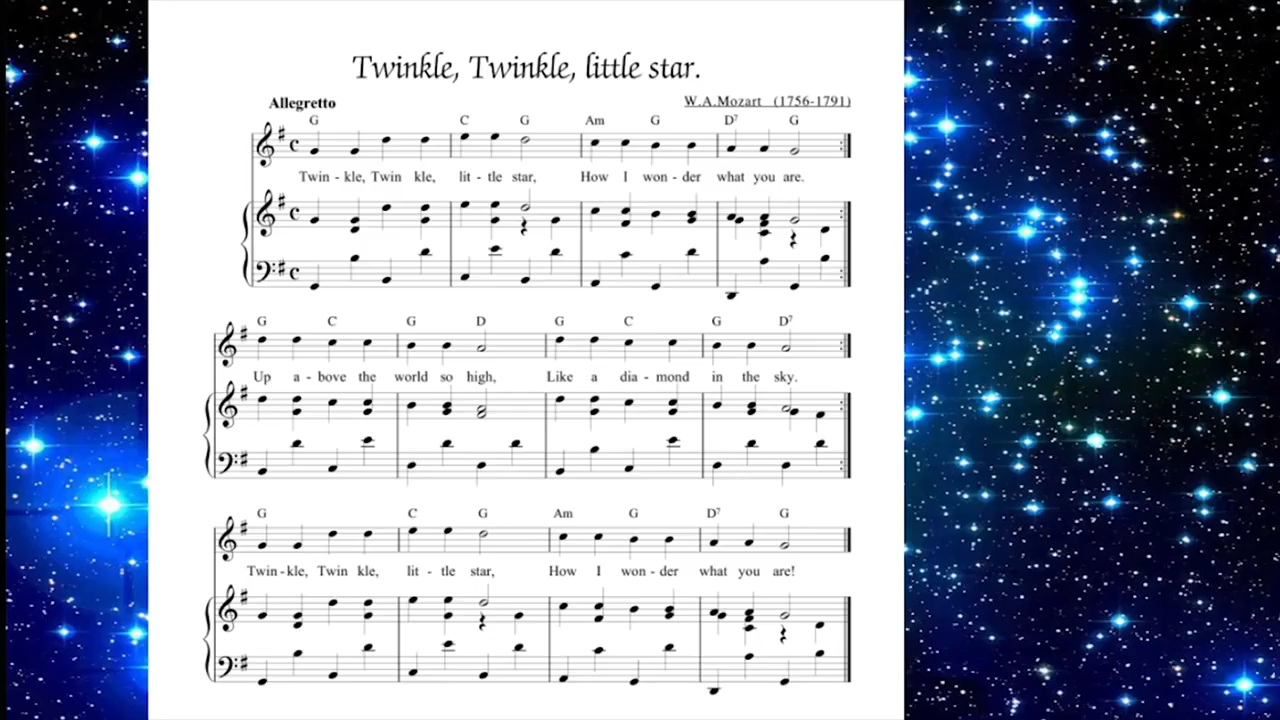 Twinkle, Twinkle, little star.
Allegretto
W.A.Mozart (1756-1791)
G C G Am G D7 G
Twin - kle, Twin kle, lit - tle star, How I won - der what you are.
G C G D G C G D7
Up a - bove the world so high, Like a dia - mond in the sky.
G C G Am G D7 G
Twin - kle, Twin kle, lit - tle star, How I won - der what you are!